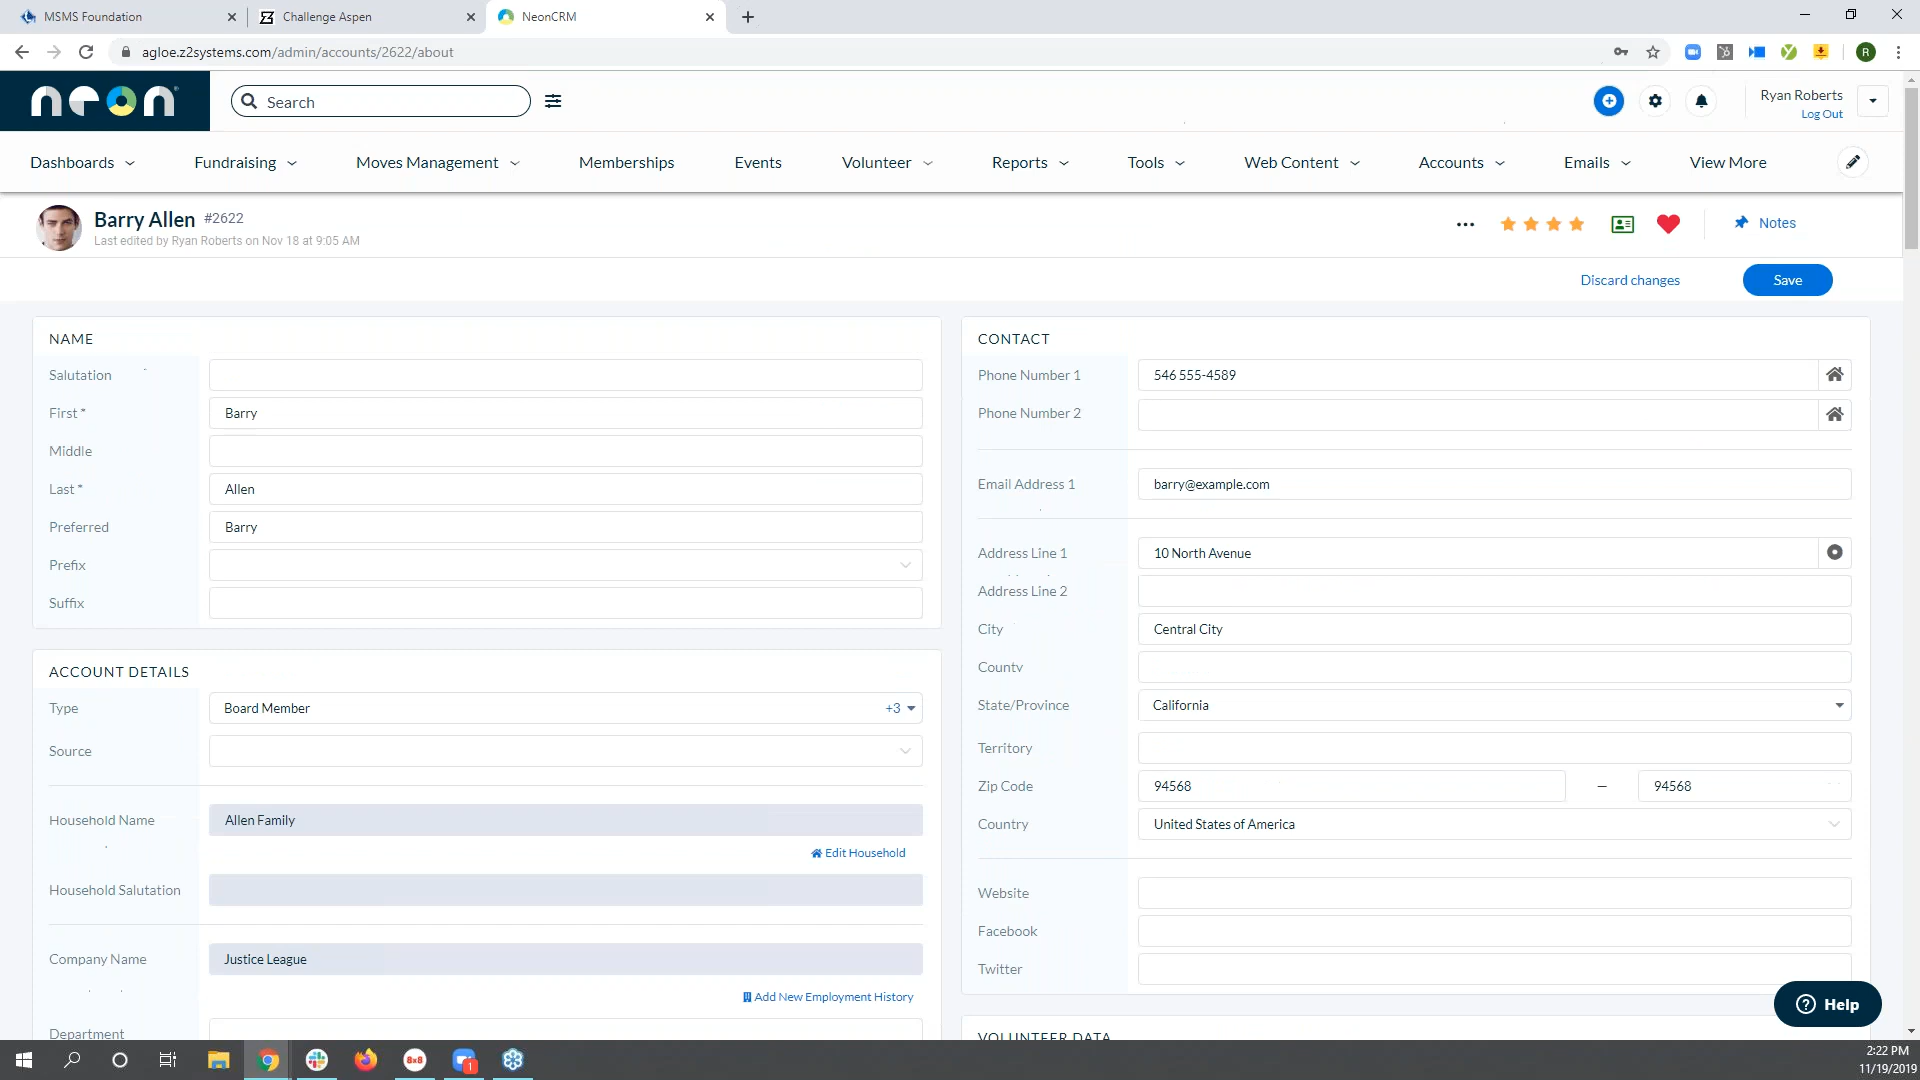 MSMS Foundation
Challenge Aspen
NeonCRM
agloe.z2systems.com/admin/accounts/2622/about
R
neon
Search
Ryan Roberts
Log Out
Dashboards Fundraising Moves Management Memberships Events Volunteer Reports Tools Web Content Accounts Emails View More
Barry Allen #2622
Last edited by Ryan Roberts on Nov 18 at 9:05 AM
Notes
Discard changes
Save
NAME
Salutation
First * Barry
Middle
Last * Allen
Preferred Barry
Prefix
Suffix
ACCOUNT DETAILS
Type Board Member +3
Source
Household Name Allen Family
Edit Household
Household Salutation
Company Name Justice League
Add New Employment History
Department
CONTACT
Phone Number 1 546 555-4589
Phone Number 2
Email Address 1 barry@example.com
Address Line 1 10 North Avenue
Address Line 2
City Central City
County
State/Province California
Territory
Zip Code 94568 – 94568
Country United States of America
Website
Facebook
Twitter
Help
VOLUNTEER DATA
8x8
1
2:22 PM
11/19/2019